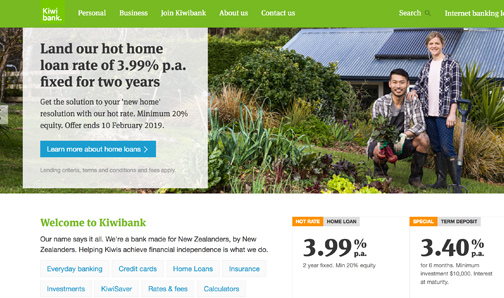 Kiwi
bank.
Personal Business Join Kiwibank About us Contact us Search Internet banking l
Land our hot home
loan rate of 3.99% p.a.
fixed for two years
Get the solution to your 'new home'
resolution with our hot rate. Minimum 20%
equity. Offer ends 10 February 2019.
Learn more about home loans >
Lending criteria, terms and conditions and fees apply.
Welcome to Kiwibank
Our name says it all. We're a bank made for New Zealanders, by New
Zealanders. Helping Kiwis achieve financial independence is what we do.
Everyday banking Credit cards Home Loans Insurance
Investments KiwiSaver Rates & fees Calculators
HOT RATE HOME LOAN
3.99% p.a.
2 year fixed. Min 20% equity
SPECIAL TERM DEPOSIT
3.40% p.a.
for 6 months. Minimum
investment $10,000. Interest
at maturity.